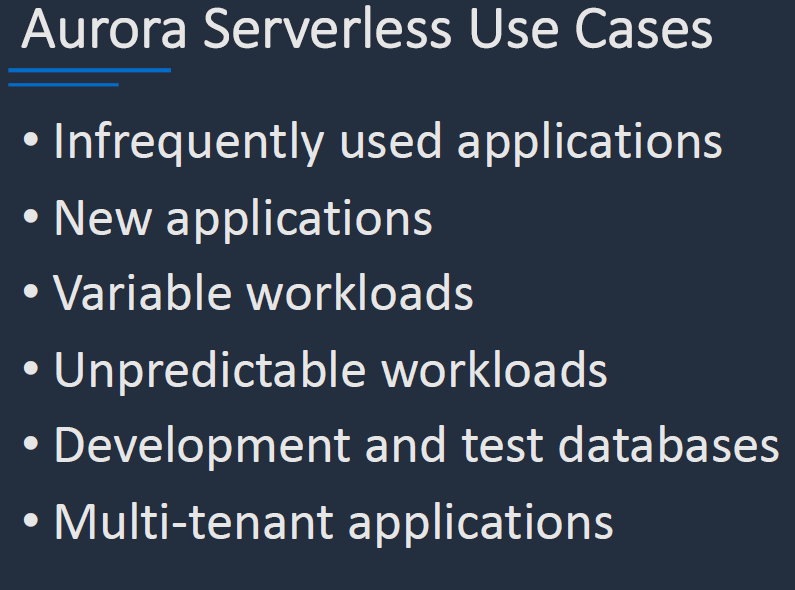 Aurora Serverless Use Cases
• Infrequently used applications
• New applications
• Variable workloads
• Unpredictable workloads
• Development and test databases
• Multi-tenant applications